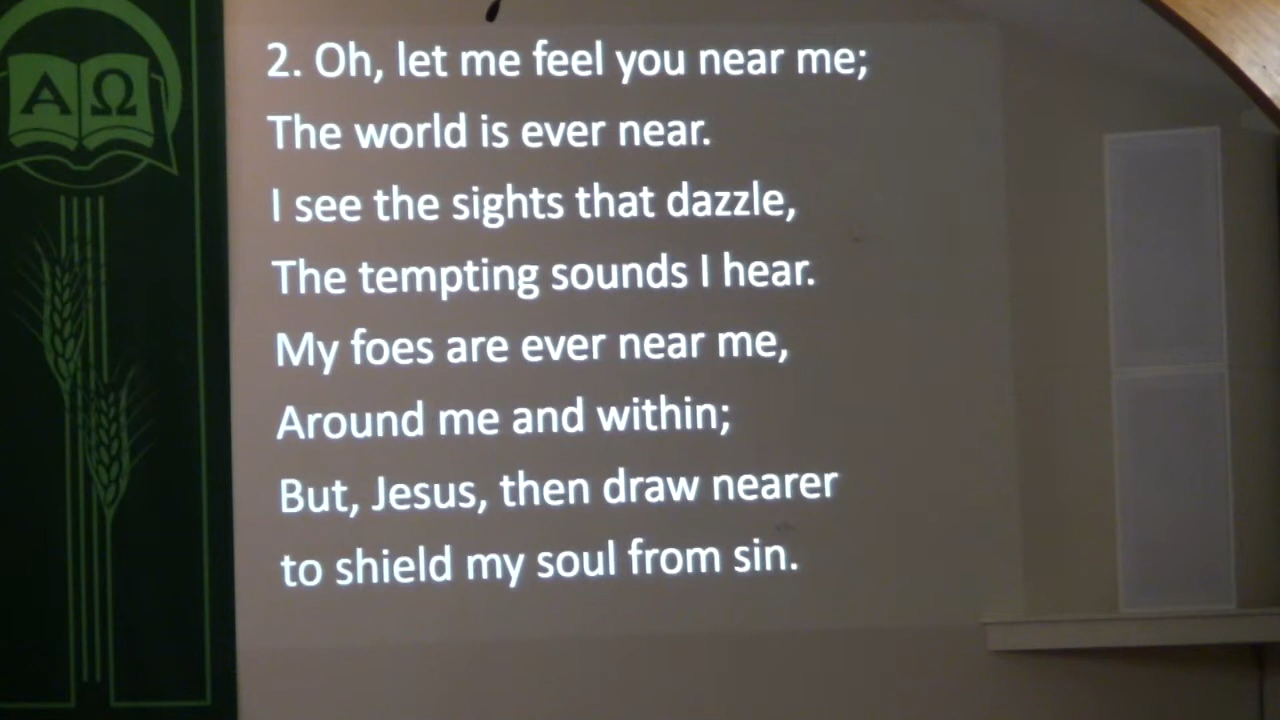 Α Ω
2. Oh, let me feel you near me;
The world is ever near.
I see the sights that dazzle,
The tempting sounds I hear.
My foes are ever near me,
Around me and within;
But, Jesus, then draw nearer
to shield my soul from sin.